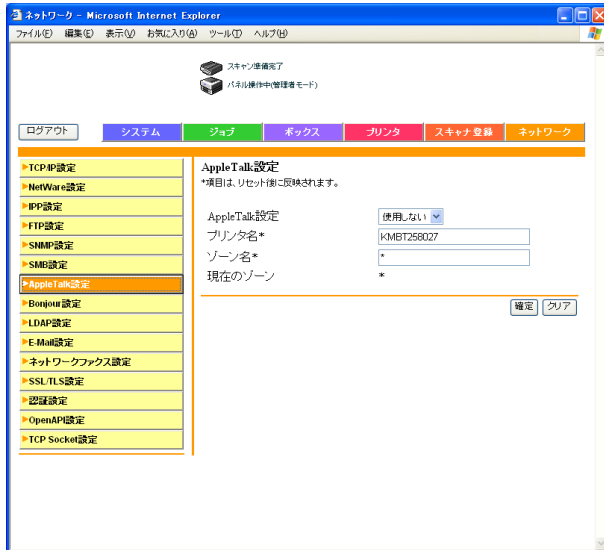 ネットワーク - Microsoft Internet Explorer
ファイル(F) 編集(E) 表示(V) お気に入り(A) ツール(T) ヘルプ(H)
スキャン準備完了
パネル操作中(管理者モード)
ログアウト
システム ジョブ ボックス プリンタ スキャナ登録 ネットワーク
TCP/IP設定
NetWare設定
IPP設定
FTP設定
SNMP設定
SMB設定
AppleTalk設定
Bonjour設定
LDAP設定
E-Mail設定
ネットワークファクス設定
SSL/TLS設定
認証設定
OpenAPI設定
TCP Socket設定
AppleTalk設定
*項目は、リセット後に反映されます。
AppleTalk設定 使用しない
プリンタ名* KMBT258027
ゾーン名* *
現在のゾーン *
確定 クリア